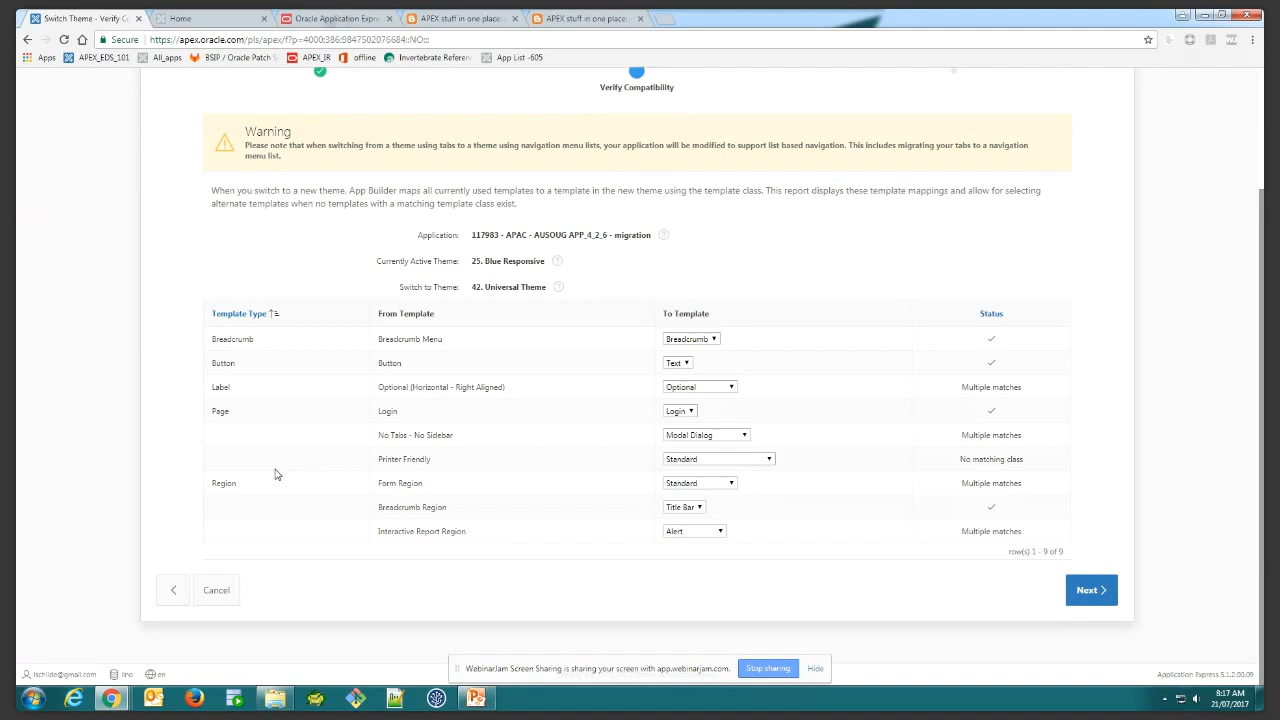 Switch Theme - Verify C
Home
Oracle Application Expre
APEX stuff in one place:
APEX stuff in one place:
Secure
https://apex.oracle.com/pls/apex/f?p=4000:386:9847502076684::NO:::
Apps
APEX_EDS_101
All_apps
BSIP / Oracle Patch S
APEX_IR
offline
Invertebrate Referen
App List -605
Verify Compatibility
Warning
Please note that when switching from a theme using tabs to a theme using navigation menu lists, your application will be modified to support list based navigation. This includes migrating your tabs to a navigation
menu list.
When you switch to a new theme, App Builder maps all currently used templates to a template in the new theme using the template class. This report displays these template mappings and allow for selecting
alternate templates when no templates with a matching template class exist.
Application: 117983 - APAC - AUSOUG APP_4_2_6 - migration
Currently Active Theme: 25. Blue Responsive
Switch to Theme: 42. Universal Theme
Template Type From Template To Template Status
Breadcrumb Breadcrumb Menu Breadcrumb
Button Button Text
Label Optional (Horizontal - Right Aligned) Optional Multiple matches
Page Login Login
No Tabs - No Sidebar Modal Dialog Multiple matches
Printer Friendly Standard No matching class
Region Form Region Standard Multiple matches
Breadcrumb Region Title Bar
Interactive Report Region Alert Multiple matches
row(s) 1 - 9 of 9
Cancel
Next
WebinarJam Screen Sharing is sharing your screen with app.webinarjam.com.
Stop sharing
Hide
lschilde@gmail.com
lino
en
Application Express 5.1.2.00.09
8:17 AM
21/07/2017